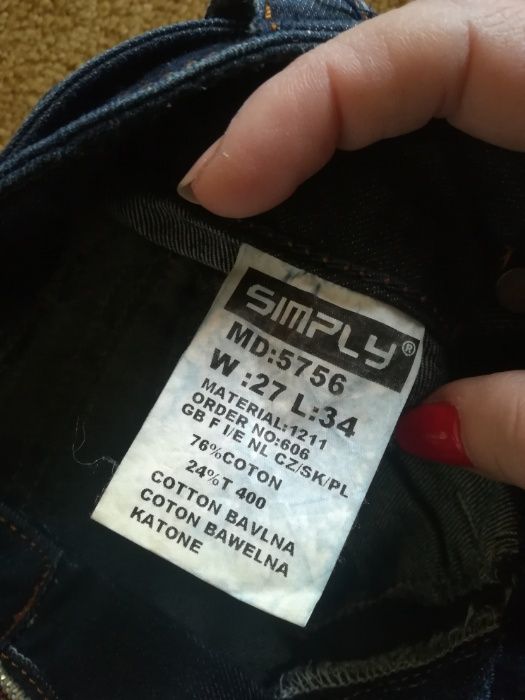 SIMPLY®
MD:5756
W :27 L:34
MATERIAL:1211
ORDER NO:606
GB F I/E NL CZ/SK/PL
76%COTON
24%T 400
COTTON BAVLNA
COTON BAWELNA
KATONE